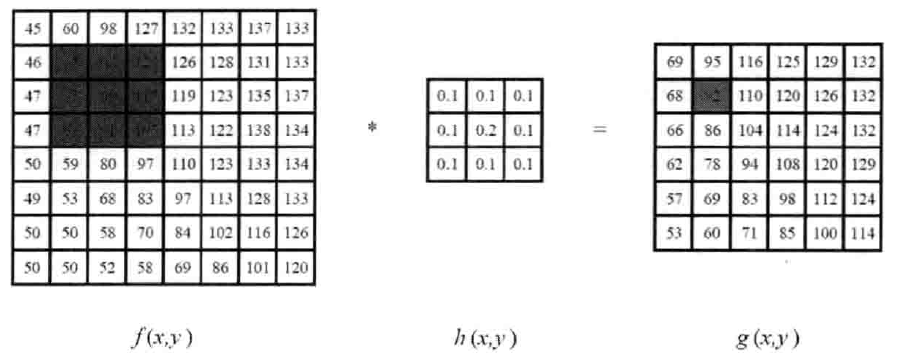 45 60 98 127 132 133 137 133
46 126 128 131 133
47 119 123 135 137
47 113 122 138 134
50 59 80 97 110 123 133 134
49 53 68 83 97 113 128 133
50 50 58 70 84 102 116 126
50 50 52 58 69 86 101 120
f(x,y)
*
0.1 0.1 0.1
0.1 0.2 0.1
0.1 0.1 0.1
h(x,y)
=
69 95 116 125 129 132
68 110 120 126 132
66 86 104 114 124 132
62 78 94 108 120 129
57 69 83 98 112 124
53 60 71 85 100 114
g(x,y)